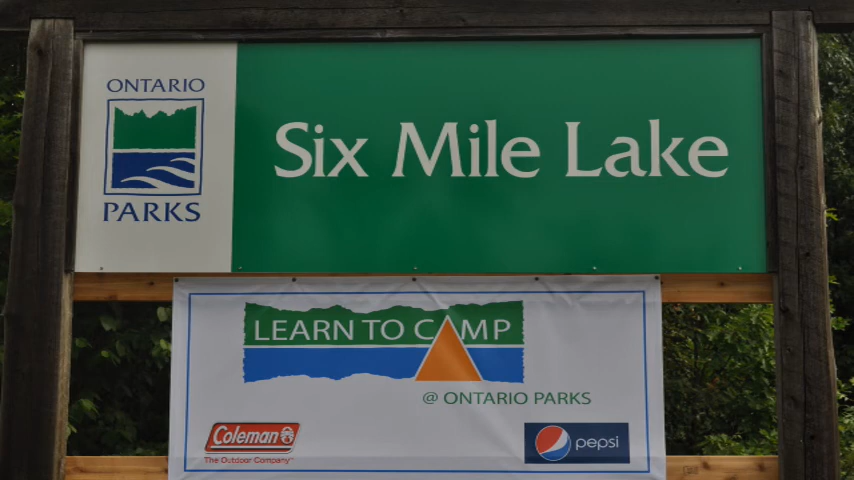 ONTARIO
PARKS
Six Mile Lake
LEARN TO CAMP
@ ONTARIO PARKS
Coleman
The Outdoor Company
pepsi